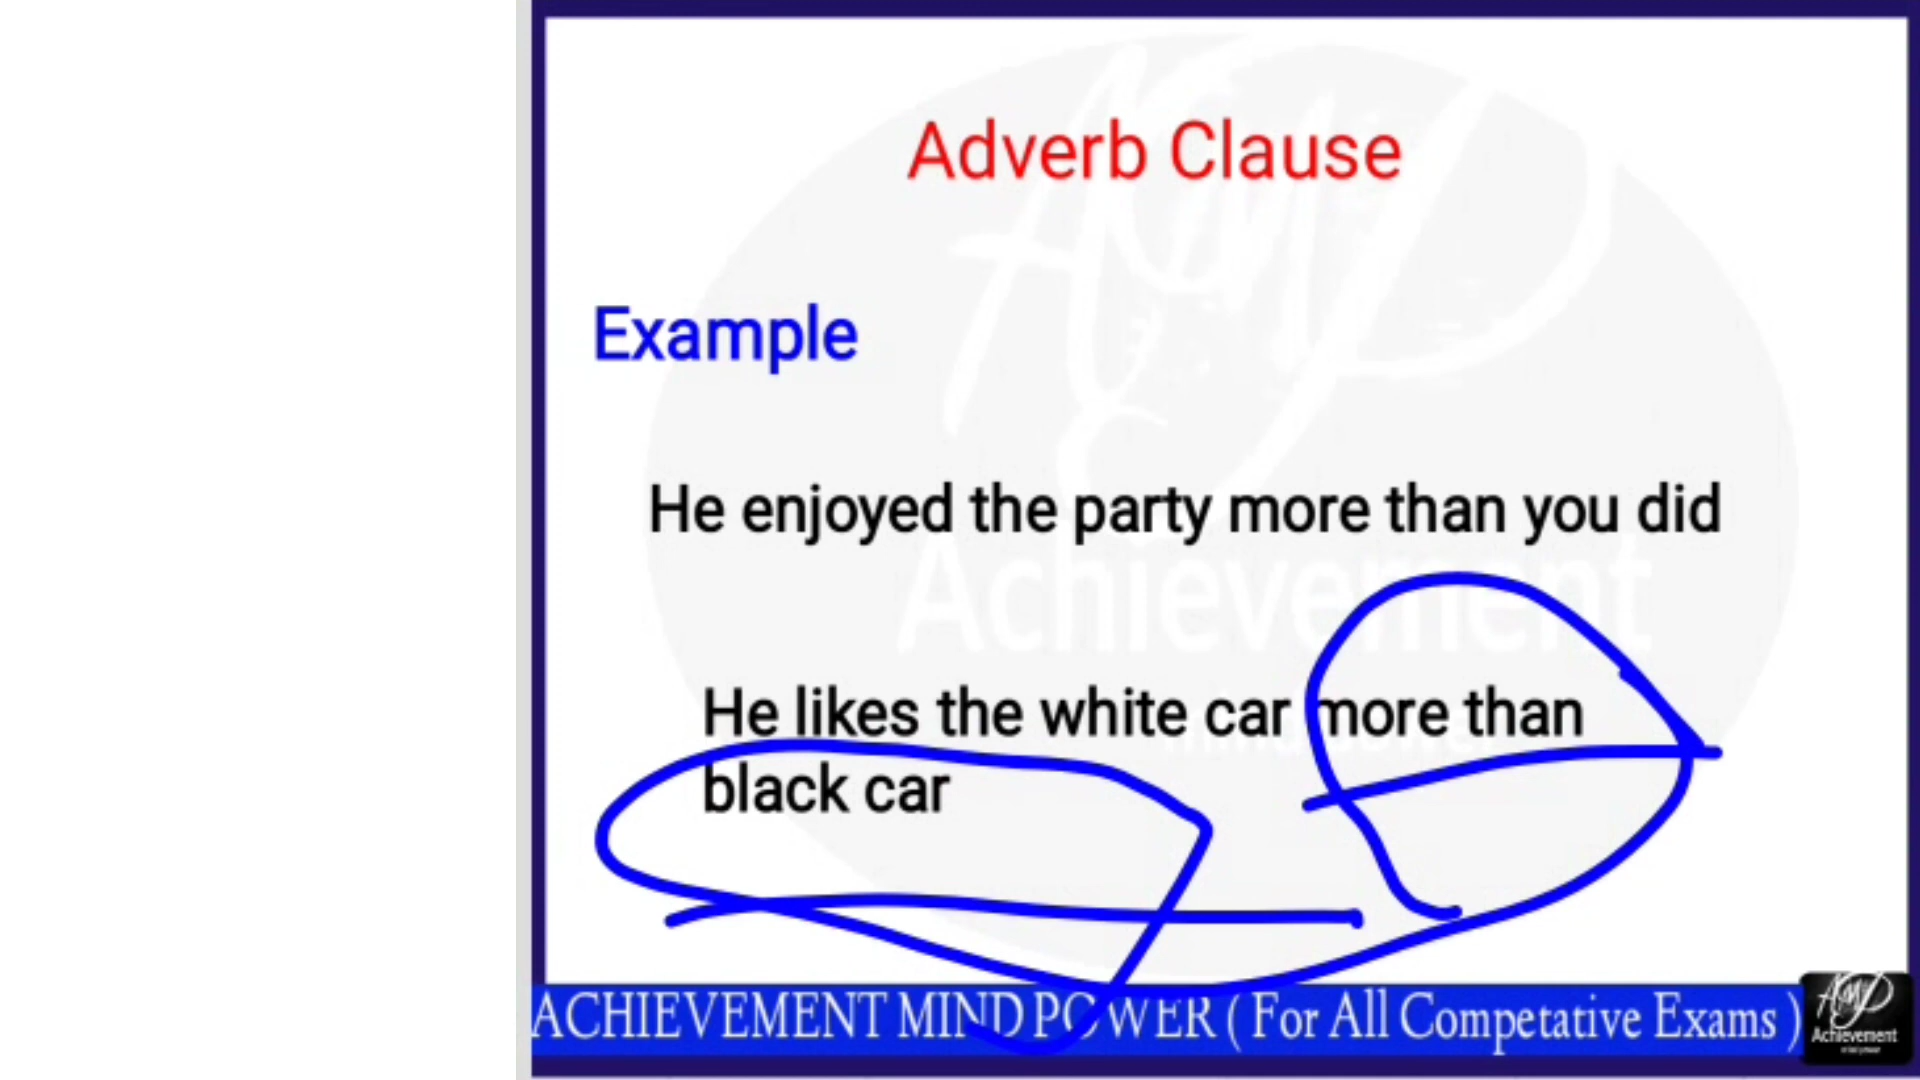 Adverb Clause
Example
He enjoyed the party more than you did
Achievement
He likes the white car more than
black car
ACHIEVEMENT MIND POWER ( For All Competative Exams )
Achievement